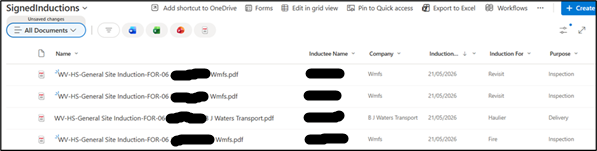 SignedInductions Add shortcut to OneDrive Forms Edit in grid view Pin to Quick access Export to Excel Workflows ... + Create
Unsaved changes
All Documents
Name Inductee Name Company Induction... Induction For Purpose
WV-HS-General Site Induction-FOR-06 Wmfs.pdf Wmfs 21/05/2026 Revisit Inspection
WV-HS-General Site Induction-FOR-06 Wmfs.pdf Wmfs 21/05/2026 Revisit Inspection
WV-HS-General Site Induction-FOR-06 B J Waters Transport.pdf B J Waters Transport 21/05/2026 Haulier Delivery
WV-HS-General Site Induction-FOR-06 Wmfs.pdf Wmfs 21/05/2026 Fire Inspection